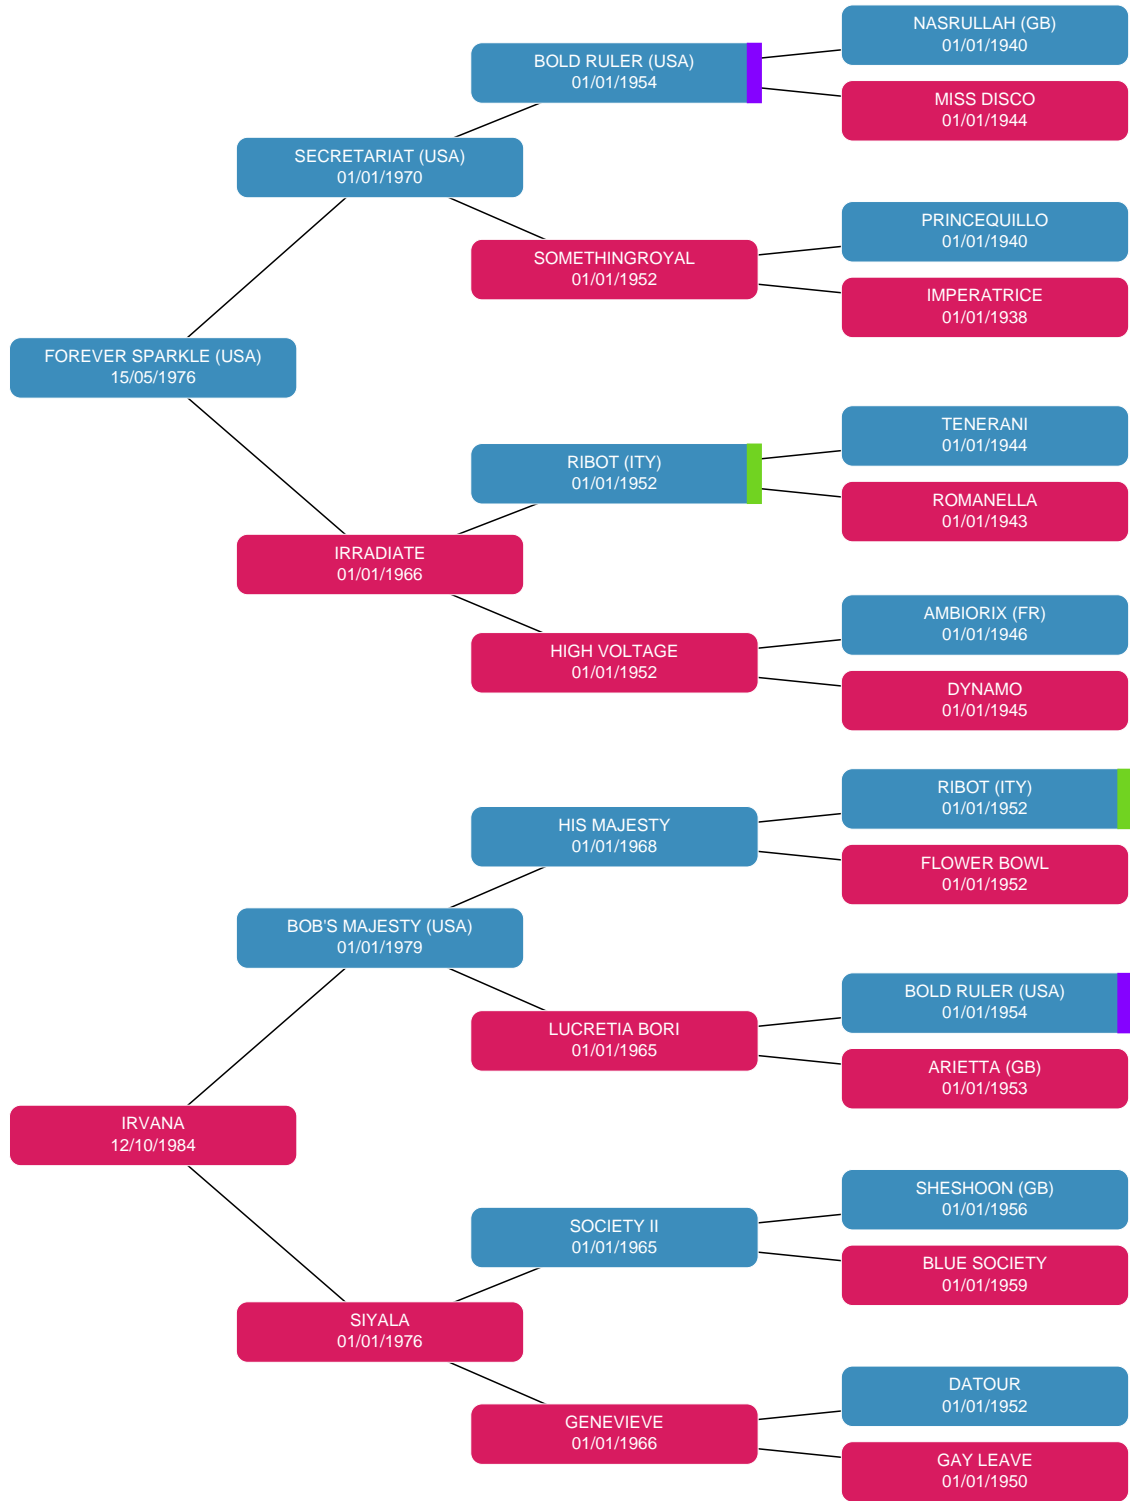 NASRULLAH (GB)
01/01/1940
BOLD RULER (USA)
01/01/1954
MISS DISCO
01/01/1944
SECRETARIAT (USA)
01/01/1970
PRINCEQUILLO
01/01/1940
SOMETHINGROYAL
01/01/1952
IMPERATRICE
01/01/1938
FOREVER SPARKLE (USA)
15/05/1976
TENERANI
01/01/1944
RIBOT (ITY)
01/01/1952
ROMANELLA
01/01/1943
IRRADIATE
01/01/1966
AMBIORIX (FR)
01/01/1946
HIGH VOLTAGE
01/01/1952
DYNAMO
01/01/1945
RIBOT (ITY)
01/01/1952
HIS MAJESTY
01/01/1968
FLOWER BOWL
01/01/1952
BOB'S MAJESTY (USA)
01/01/1979
BOLD RULER (USA)
01/01/1954
LUCRETIA BORI
01/01/1965
ARIETTA (GB)
01/01/1953
IRVANA
12/10/1984
SHESHOON (GB)
01/01/1956
SOCIETY II
01/01/1965
BLUE SOCIETY
01/01/1959
SIYALA
01/01/1976
DATOUR
01/01/1952
GENEVIEVE
01/01/1966
GAY LEAVE
01/01/1950